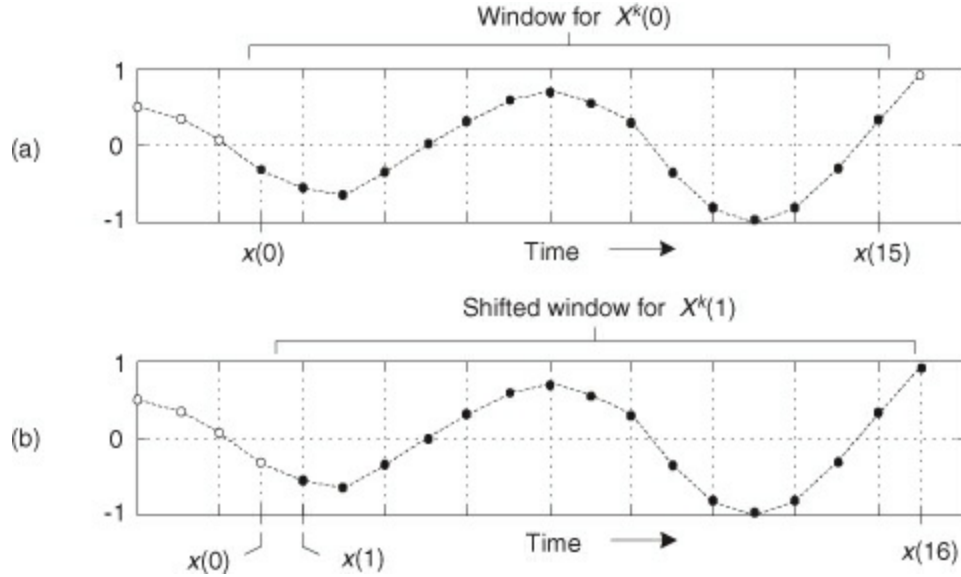 Window for X^k(0)
1
(a)
0
-1
x(0)
Time
x(15)
Shifted window for X^k(1)
1
(b)
0
-1
x(0)
x(1)
Time
x(16)